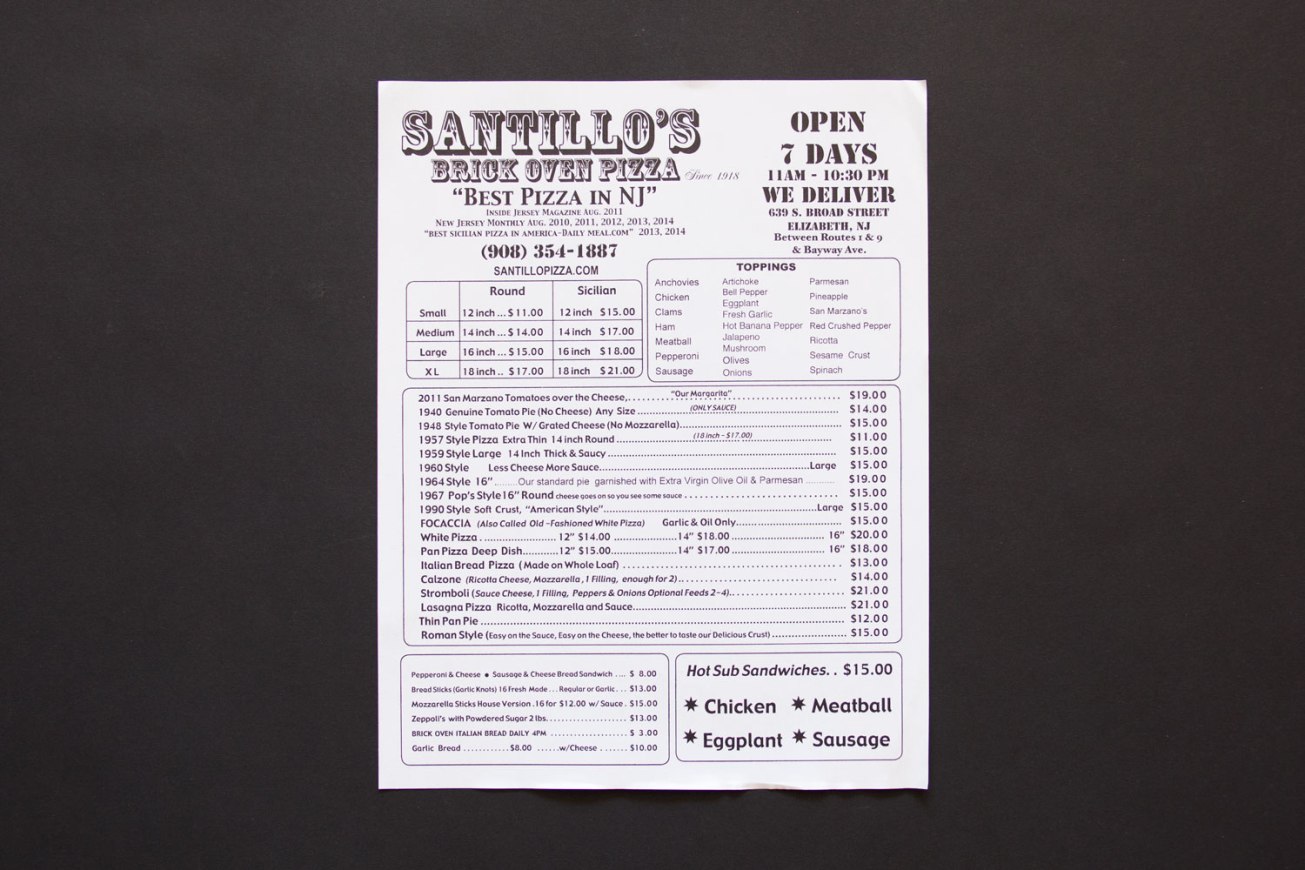 SANTILLO'S
BRICK OVEN PIZZA Since 1918
"BEST PIZZA IN NJ"
INSIDE JERSEY MAGAZINE AUG. 2011
NEW JERSEY MONTHLY AUG. 2010, 2011, 2012, 2013, 2014
"BEST SICILIAN PIZZA IN AMERICA-DAILY MEAL.COM" 2013, 2014
(908) 354-1887
SANTILLOPIZZA.COM
OPEN
7 DAYS
11AM - 10:30 PM
WE DELIVER
639 S. BROAD STREET
ELIZABETH, NJ
Between Routes 1 & 9
& Bayway Ave.
Round Sicilian
Small 12 inch ... $ 11.00 12 inch $ 15.00
Medium 14 inch ... $ 14.00 14 inch $ 17.00
Large 16 inch ... $ 15.00 16 inch $ 18.00
XL 18 inch .. $ 17.00 18 inch $ 21.00
TOPPINGS
Anchovies
Chicken
Clams
Ham
Meatball
Pepperoni
Sausage
Artichoke
Bell Pepper
Eggplant
Fresh Garlic
Hot Banana Pepper
Jalapeno
Mushroom
Olives
Onions
Parmesan
Pineapple
San Marzano's
Red Crushed Pepper
Ricotta
Sesame Crust
Spinach
2011 San Marzano Tomatoes over the Cheese, "Our Margarita" $19.00
1940 Genuine Tomato Pie (No Cheese) Any Size (ONLY SAUCE) $14.00
1948 Style Tomato Pie W/ Grated Cheese (No Mozzarella) $15.00
1957 Style Pizza Extra Thin 14 inch Round (18 inch - $17.00) $11.00
1959 Style Large 14 Inch Thick & Saucy $15.00
1960 Style Less Cheese More Sauce Large $15.00
1964 Style 16" Our standard pie garnished with Extra Virgin Olive Oil & Parmesan $19.00
1967 Pop's Style 16" Round cheese goes on so you see some sauce $15.00
1990 Style Soft Crust, "American Style" Large $15.00
FOCACCIA (Also Called Old -Fashioned White Pizza) Garlic & Oil Only $15.00
White Pizza 12" $14.00 14" $18.00 16" $20.00
Pan Pizza Deep Dish 12" $15.00 14" $17.00 16" $18.00
Italian Bread Pizza (Made on Whole Loaf) $13.00
Calzone (Ricotta Cheese, Mozzarella, 1 Filling, enough for 2) $14.00
Stromboli (Sauce Cheese, 1 Filling, Peppers & Onions Optional Feeds 2-4) $21.00
Lasagna Pizza Ricotta, Mozzarella and Sauce $21.00
Thin Pan Pie $12.00
Roman Style (Easy on the Sauce, Easy on the Cheese, the better to taste our Delicious Crust) $15.00
Pepperoni & Cheese ● Sausage & Cheese Bread Sandwich .... $ 8.00
Bread Sticks (Garlic Knots) 16 Fresh Made ... Regular or Garlic ... $13.00
Mozzarella Sticks House Version . 16 for $12.00 w/ Sauce . $15.00
Zeppoli's with Powdered Sugar 2 lbs. $13.00
BRICK OVEN ITALIAN BREAD DAILY 4PM $ 3.00
Garlic Bread $8.00 w/Cheese $10.00
Hot Sub Sandwiches. . $15.00
✷ Chicken ✷ Meatball
✷ Eggplant ✷ Sausage